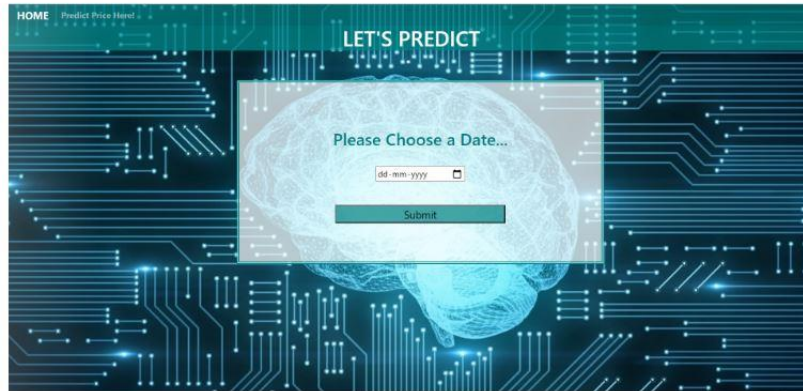 HOME Predict Price Here!
LET'S PREDICT
Please Choose a Date...
dd-mm-yyyy
Submit